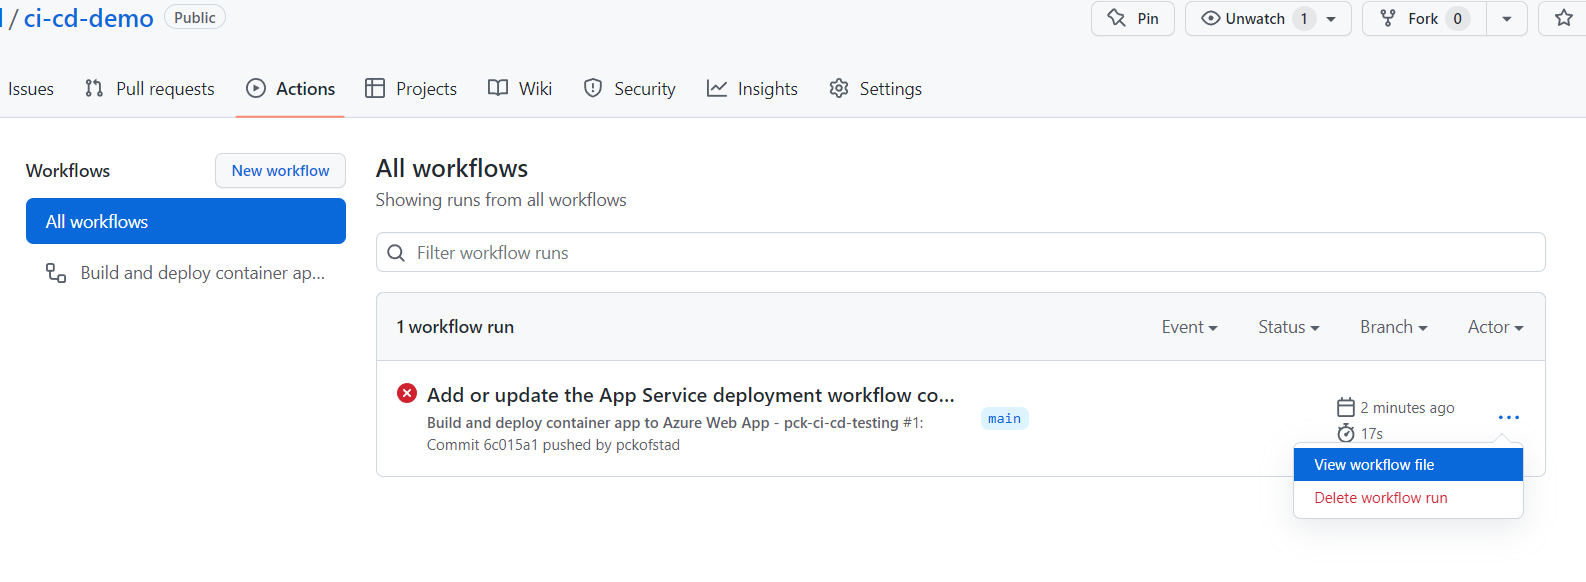 / ci-cd-demo Public
Pin Unwatch 1 Fork 0
Issues Pull requests Actions Projects Wiki Security Insights Settings
Workflows New workflow
All workflows
Build and deploy container ap...
All workflows
Showing runs from all workflows
Filter workflow runs
1 workflow run Event Status Branch Actor
Add or update the App Service deployment workflow co...
Build and deploy container app to Azure Web App - pck-ci-cd-testing #1:
Commit 6c015a1 pushed by pckofstad
main
2 minutes ago
17s
View workflow file
Delete workflow run